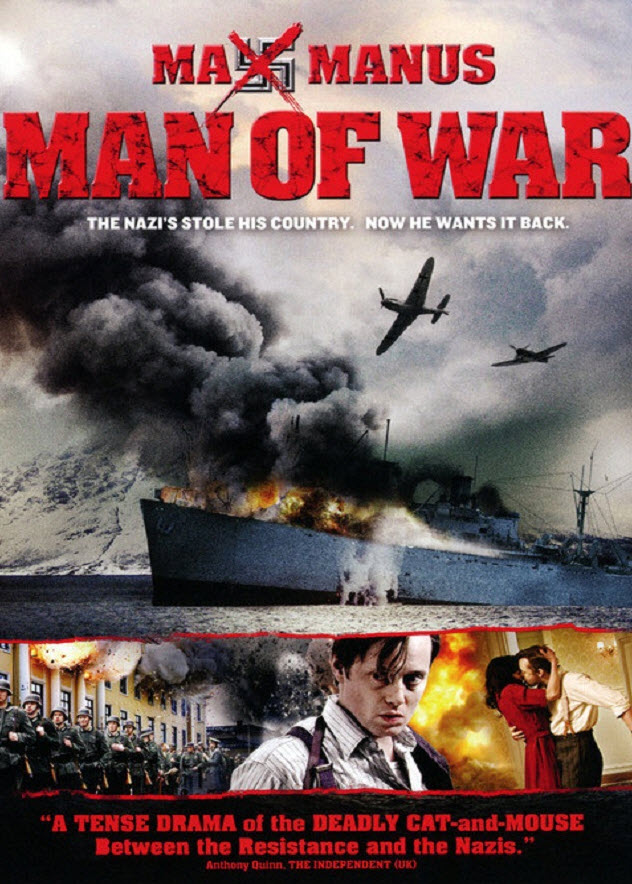 MAX MANUS
MAN OF WAR
THE NAZI'S STOLE HIS COUNTRY. NOW HE WANTS IT BACK.
“A TENSE DRAMA of the DEADLY CAT-and-MOUSE
Between the Resistance and the Nazis.”
Anthony Quinn, THE INDEPENDENT (UK)